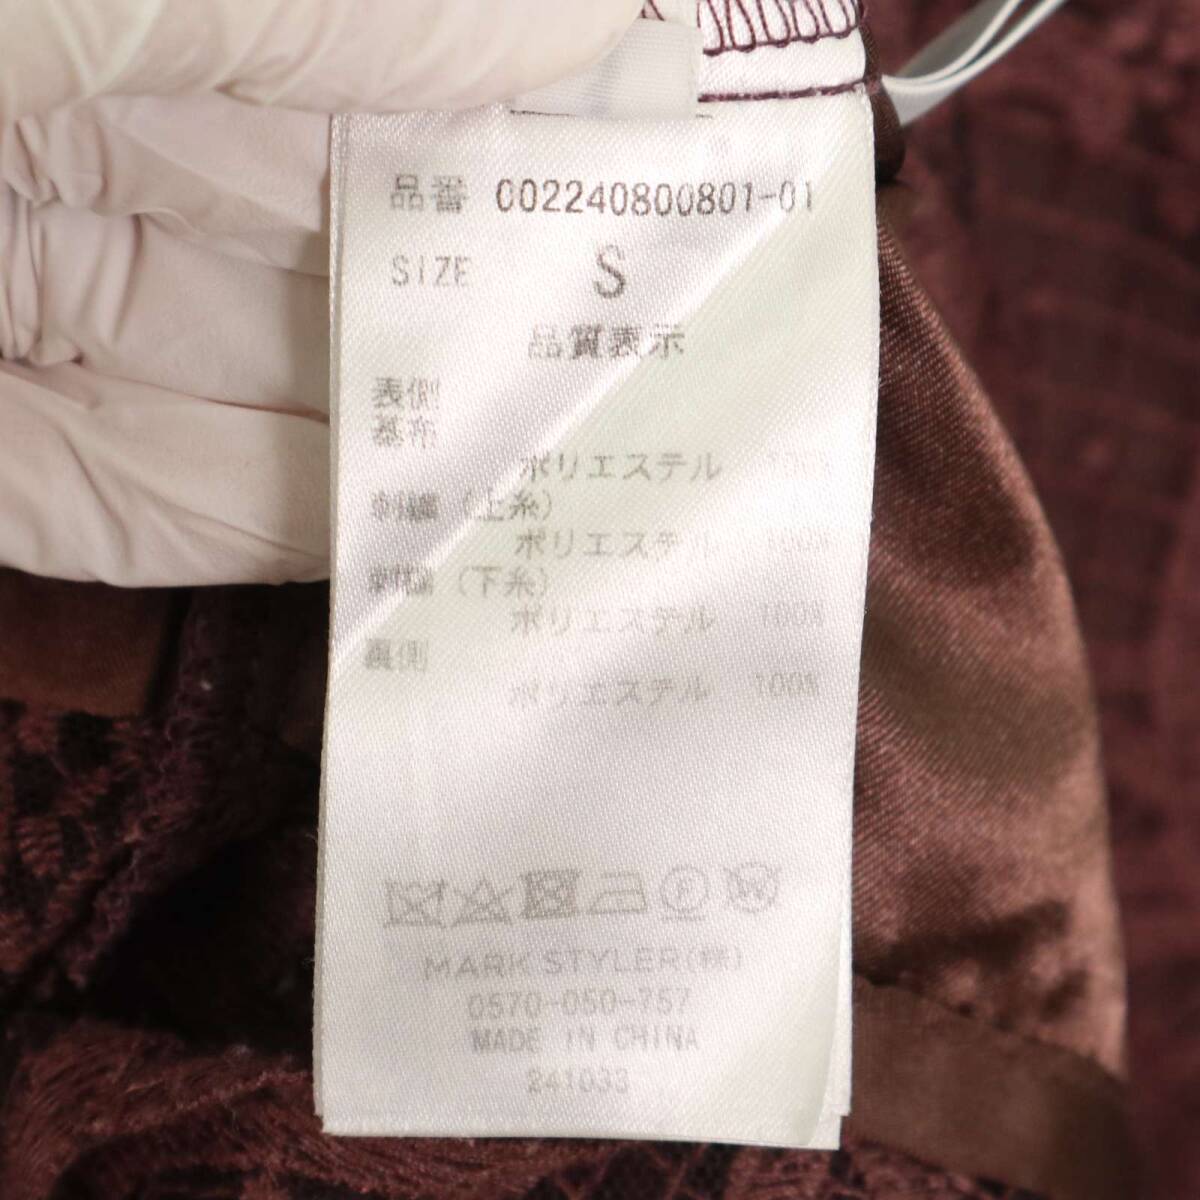 品番 002240800801-01
SIZE S
品質表示
表側
基布
ポリエステル 100%
刺繍 (上糸)
ポリエステル 100%
刺繍 (下糸)
ポリエステル 100%
裏側
ポリエステル 100%
MARK STYLER(株)
0570-050-757
MADE IN CHINA
241033